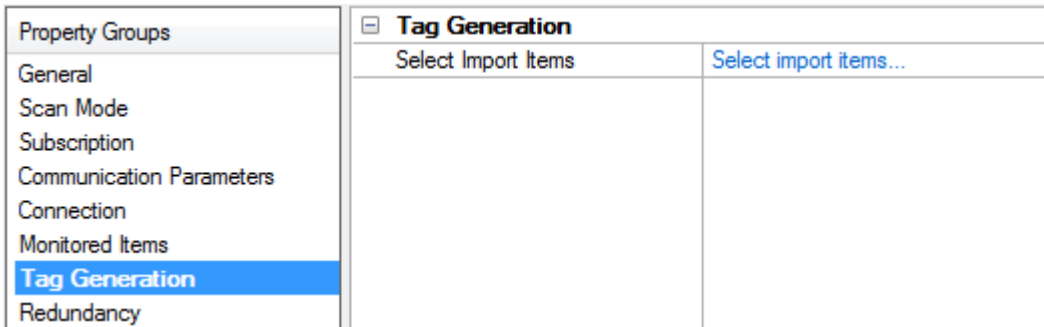 Property Groups
General
Scan Mode
Subscription
Communication Parameters
Connection
Monitored Items
Tag Generation
Redundancy
Tag Generation
Select Import Items Select import items...